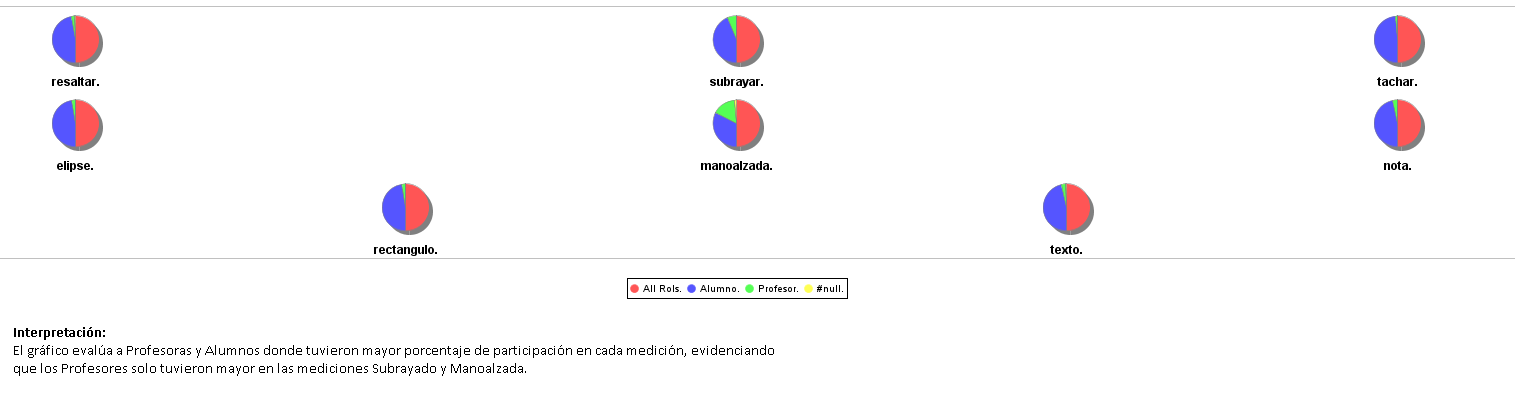 resaltar. subrayar. tachar.
elipse. manoalzada. nota.
rectangulo. texto.
All Rols. Alumno. Profesor. #null.
Interpretación:
El gráfico evalúa a Profesoras y Alumnos donde tuvieron mayor porcentaje de participación en cada medición, evidenciando
que los Profesores solo tuvieron mayor en las mediciones Subrayado y Manoalzada.